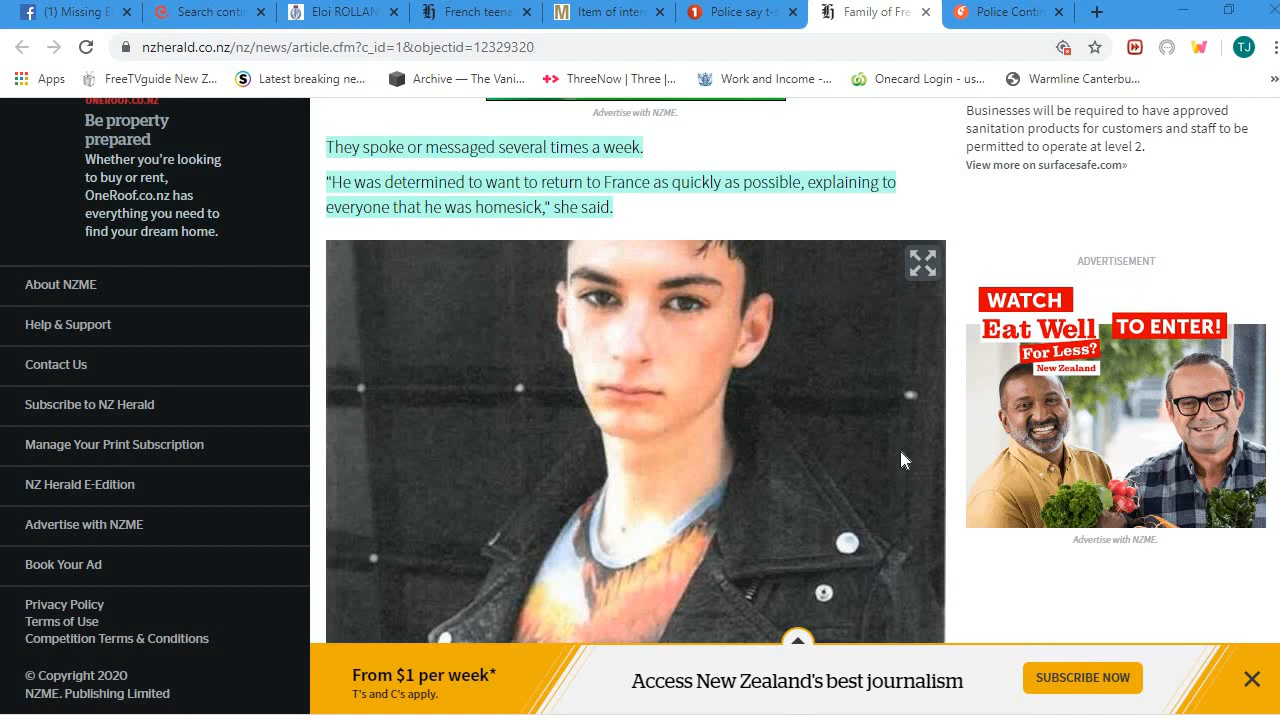 (1) Missing E
Search conti
Eloi ROLLAN
French teena
Item of inter
Police say t-s
Family of Fre
Police Contin
nzherald.co.nz/nz/news/article.cfm?c_id=1&objectid=12329320
TJ
Apps
FreeTVguide New Z...
Latest breaking ne...
Archive — The Vani...
ThreeNow | Three |...
Work and Income -...
Onecard Login - us...
Warmline Canterbu...
»
ONEROOF.CO.NZ
Be property
prepared
Whether you're looking
to buy or rent,
OneRoof.co.nz has
everything you need to
find your dream home.
About NZME
Help & Support
Contact Us
Subscribe to NZ Herald
Manage Your Print Subscription
NZ Herald E-Edition
Advertise with NZME
Book Your Ad
Privacy Policy
Terms of Use
Competition Terms & Conditions
© Copyright 2020
NZME. Publishing Limited
Advertise with NZME.
They spoke or messaged several times a week.
"He was determined to want to return to France as quickly as possible, explaining to
everyone that he was homesick," she said.
Businesses will be required to have approved
sanitation products for customers and staff to be
permitted to operate at level 2.
View more on surfacesafe.com»
ADVERTISEMENT
WATCH
Eat Well
For Less?
New Zealand
TO ENTER!
Advertise with NZME.
From $1 per week*
T's and C's apply.
Access New Zealand's best journalism
SUBSCRIBE NOW